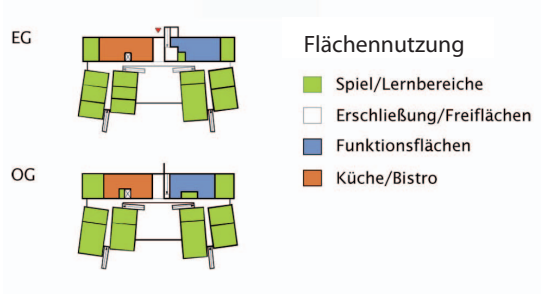 EG
Flächennutzung
Spiel/Lernbereiche
Erschließung/Freiflächen
Funktionsflächen
OG
Küche/Bistro